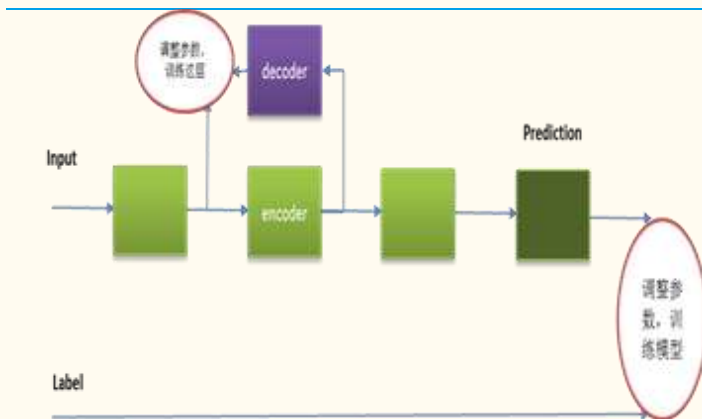 调整参数，
训练这层
decoder
Prediction
Input
encoder
调整参
数，训
练模型
Label